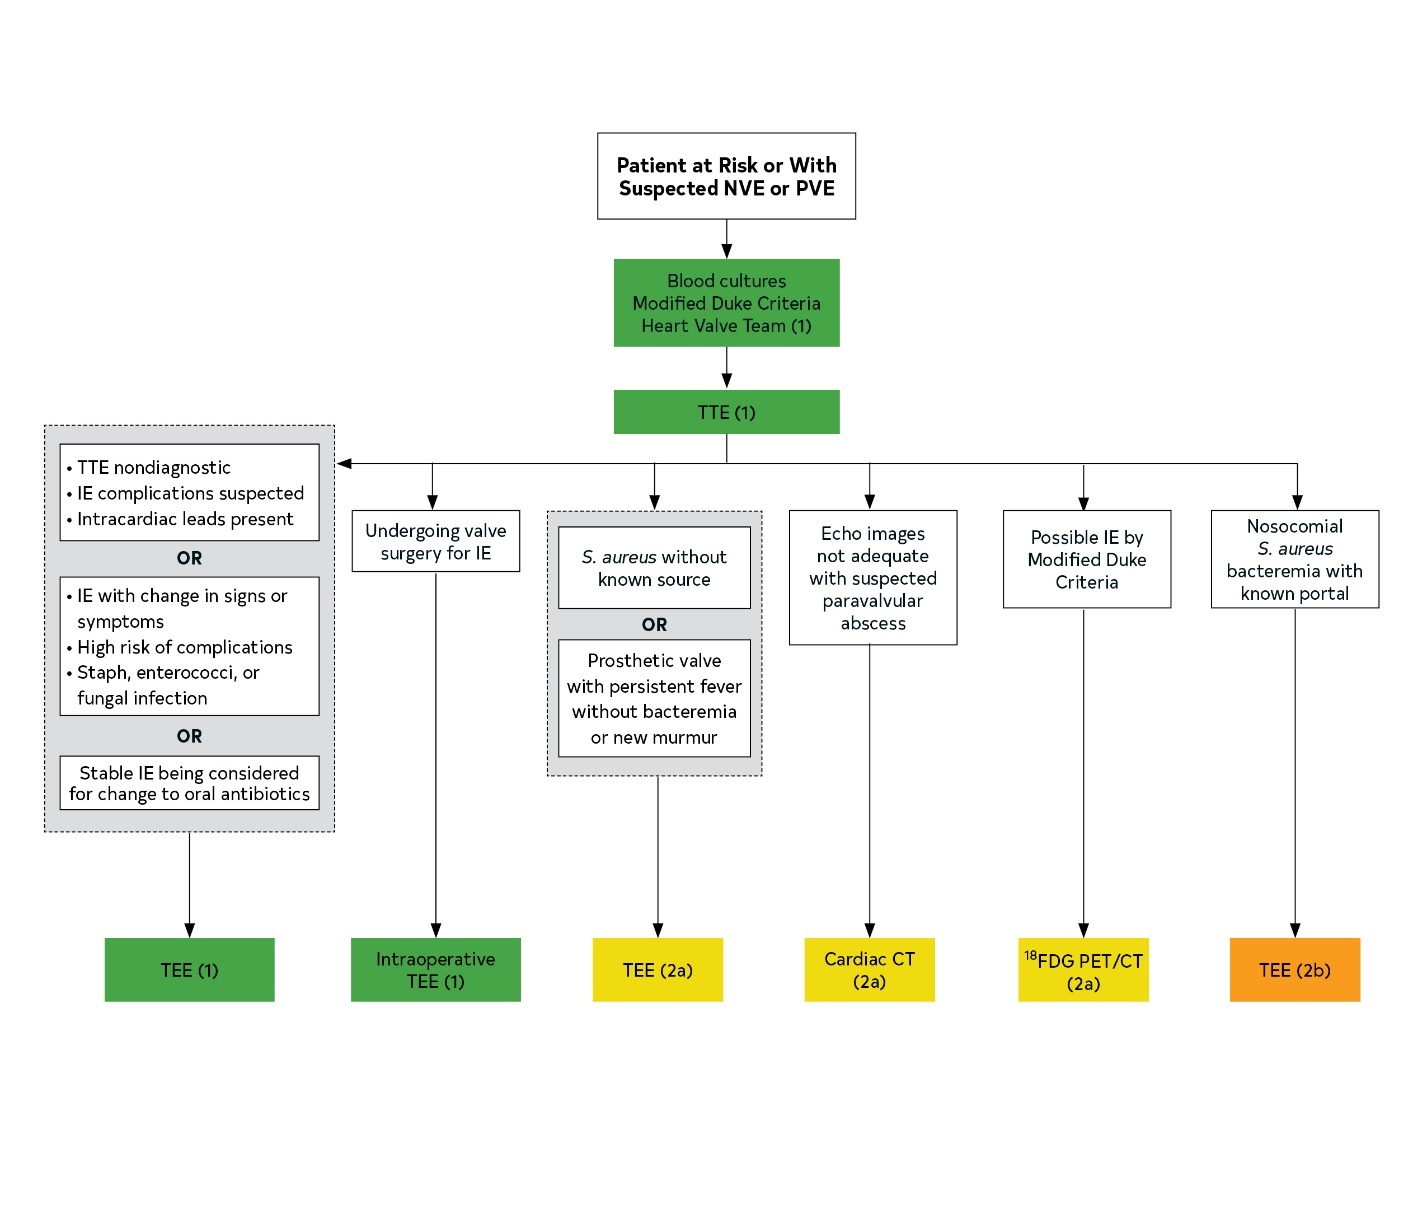 Patient at Risk or With
Suspected NVE or PVE
Blood cultures
Modified Duke Criteria
Heart Valve Team (1)
TTE (1)
• TTE nondiagnostic
• IE complications suspected
• Intracardiac leads present
OR
• IE with change in signs or
symptoms
• High risk of complications
• Staph, enterococci, or
fungal infection
OR
Stable IE being considered
for change to oral antibiotics
TEE (1)
Undergoing valve
surgery for IE
Intraoperative
TEE (1)
S. aureus without
known source
OR
Prosthetic valve
with persistent fever
without bacteremia
or new murmur
TEE (2a)
Echo images
not adequate
with suspected
paravalvular
abscess
Cardiac CT
(2a)
Possible IE by
Modified Duke
Criteria
¹⁸FDG PET/CT
(2a)
Nosocomial
S. aureus
bacteremia with
known portal
TEE (2b)